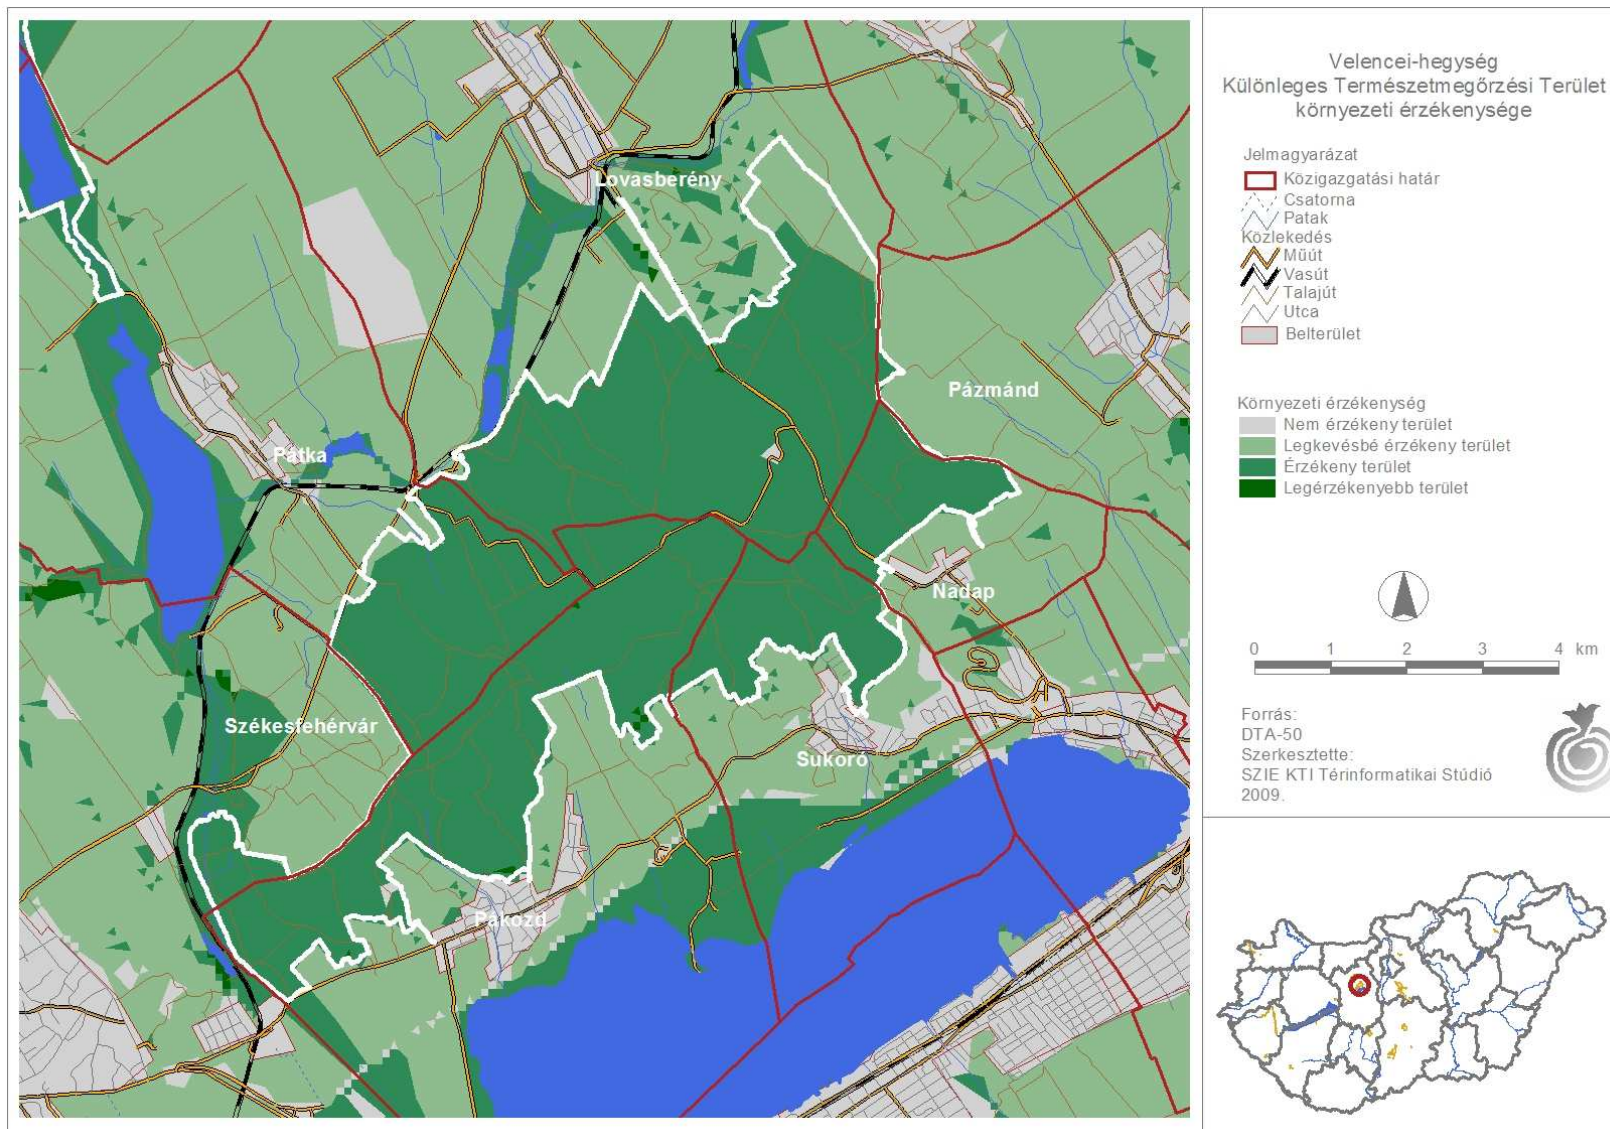 Lovasberény
Pázmánd
Pátka
Nadap
Székesfehérvár
Sukoró
Pákozd
Velencei-hegység
Különleges Természetmegőrzési Terület
környezeti érzékenysége
Jelmagyarázat
Közigazgatási határ
Csatorna
Patak
Közlekedés
Műút
Vasút
Talajút
Utca
Belterület
Környezeti érzékenység
Nem érzékeny terület
Legkevésbé érzékeny terület
Érzékeny terület
Legérzékenyebb terület
0 1 2 3 4 km
Forrás:
DTA-50
Szerkesztette:
SZIE KTI Térinformatikai Stúdió
2009.